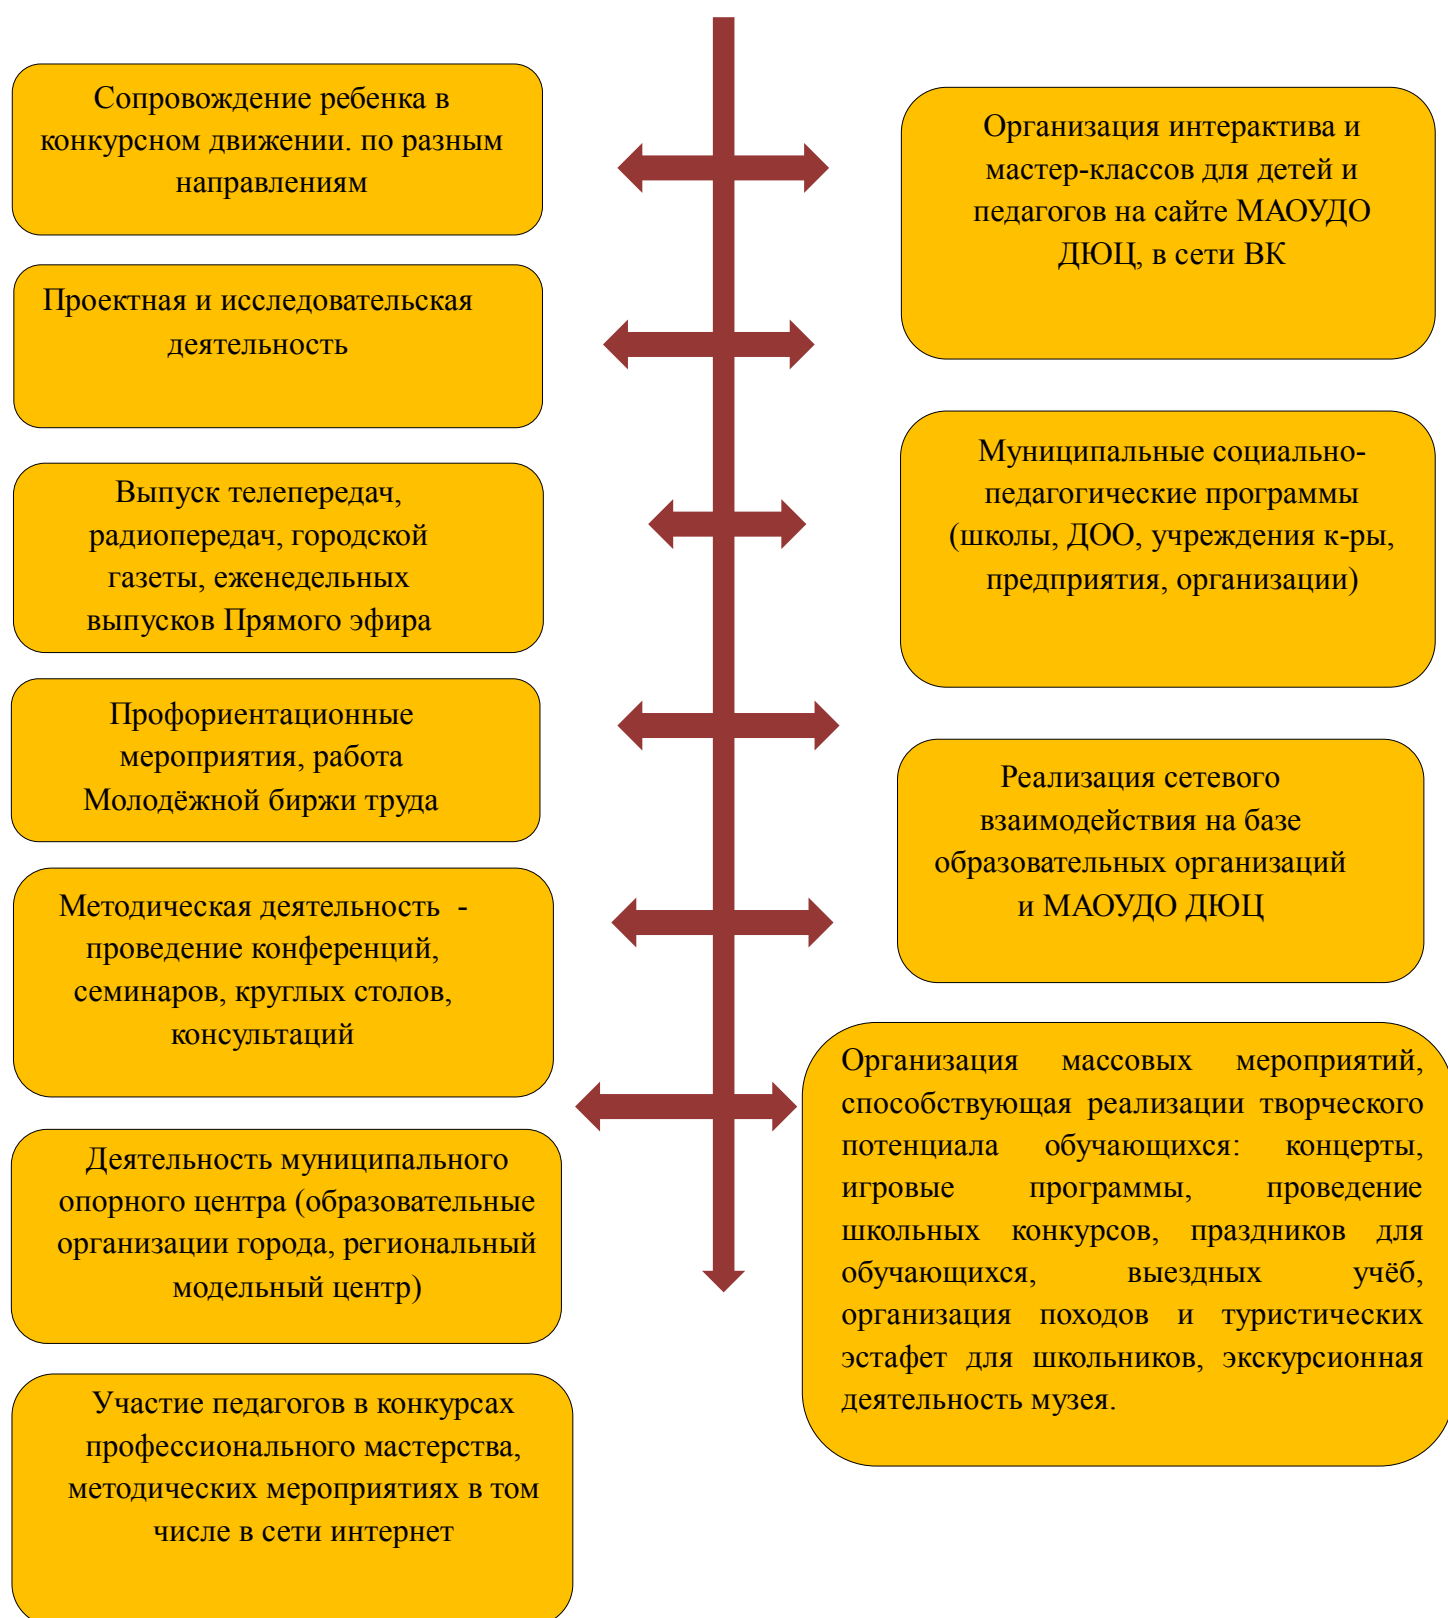 Сопровождение ребенка в
конкурсном движении. по разным
направлениям
Проектная и исследовательская
деятельность
Выпуск телепередач,
радиопередач, городской
газеты, еженедельных
выпусков Прямого эфира
Профориентационные
мероприятия, работа
Молодёжной биржи труда
Методическая деятельность  -
проведение конференций,
семинаров, круглых столов,
консультаций
Деятельность муниципального
опорного центра (образовательные
организации города, региональный
модельный центр)
Участие педагогов в конкурсах
профессионального мастерства,
методических мероприятиях в том
числе в сети интернет
Организация интерактива и
мастер-классов для детей и
педагогов на сайте МАОУДО
ДЮЦ, в сети ВК
Муниципальные социально-
педагогические программы
(школы, ДОО, учреждения к-ры,
предприятия, организации)
Реализация сетевого
взаимодействия на базе
образовательных организаций
и МАОУДО ДЮЦ
Организация массовых мероприятий,
способствующая реализации творческого
потенциала обучающихся: концерты,
игровые программы, проведение
школьных конкурсов, праздников для
обучающихся, выездных учёб,
организация походов и туристических
эстафет для школьников, экскурсионная
деятельность музея.